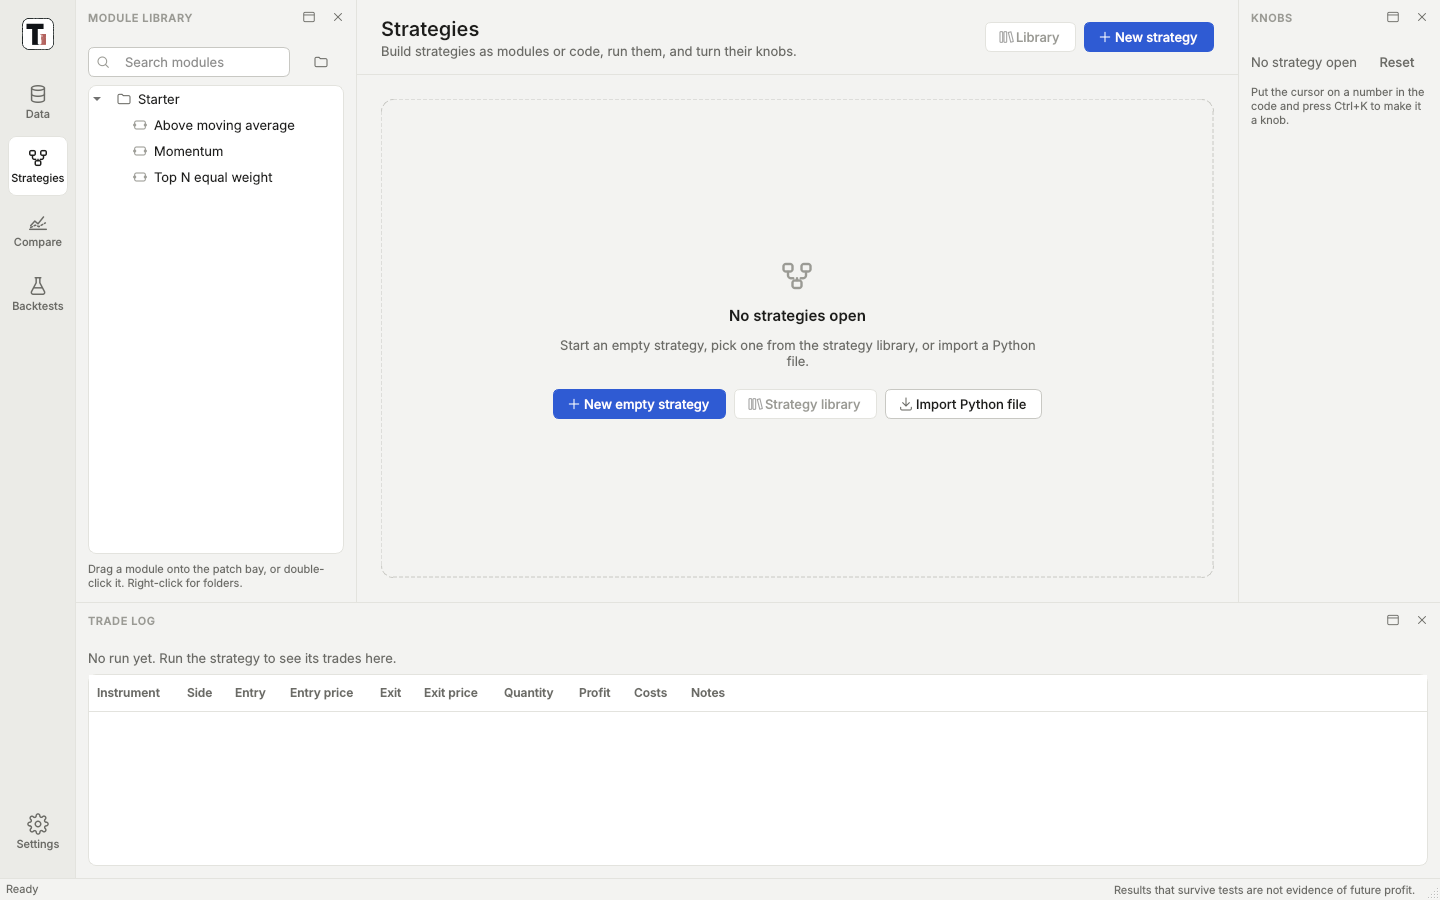 Ti
Data
Strategies
Compare
Backtests
Settings
MODULE LIBRARY
Search modules
Starter
Above moving average
Momentum
Top N equal weight
Drag a module onto the patch bay, or double-
click it. Right-click for folders.
Strategies
Build strategies as modules or code, run them, and turn their knobs.
Library
New strategy
No strategies open
Start an empty strategy, pick one from the strategy library, or import a Python
file.
New empty strategy
Strategy library
Import Python file
KNOBS
No strategy open
Reset
Put the cursor on a number in the
code and press Ctrl+K to make it
a knob.
TRADE LOG
No run yet. Run the strategy to see its trades here.
Instrument Side Entry Entry price Exit Exit price Quantity Profit Costs Notes
Ready
Results that survive tests are not evidence of future profit.